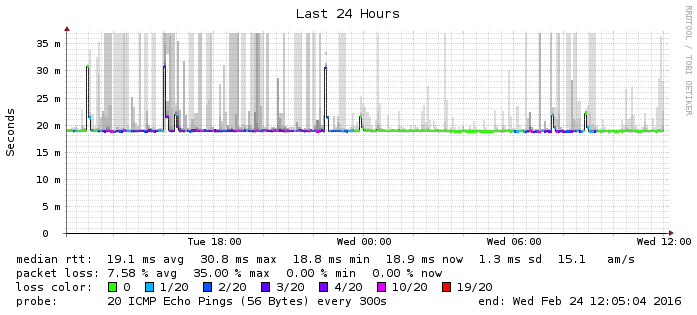 Last 24 Hours
RRDTOOL / TOBI OETIKER
Seconds
35 m
30 m
25 m
20 m
15 m
10 m
5 m
0
Tue 18:00 Wed 00:00 Wed 06:00 Wed 12:00
median rtt: 19.1 ms avg 30.8 ms max 18.8 ms min 18.9 ms now 1.3 ms sd 15.1 am/s
packet loss: 7.58 % avg 35.00 % max 0.00 % min 0.00 % now
loss color: 0 1/20 2/20 3/20 4/20 10/20 19/20
probe: 20 ICMP Echo Pings (56 Bytes) every 300s end: Wed Feb 24 12:05:04 2016